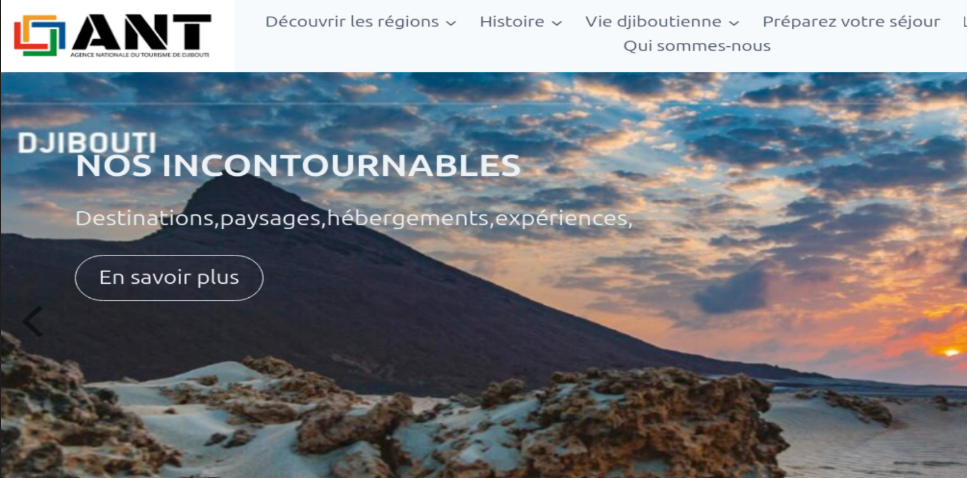 ANT
AGENCE NATIONALE DU TOURISME DE DJIBOUTI
Découvrir les régions Histoire Vie djiboutienne Préparez votre séjour
Qui sommes-nous
DJIBOUTI
NOS INCONTOURNABLES
Destinations,paysages,hébergements,expériences,
En savoir plus